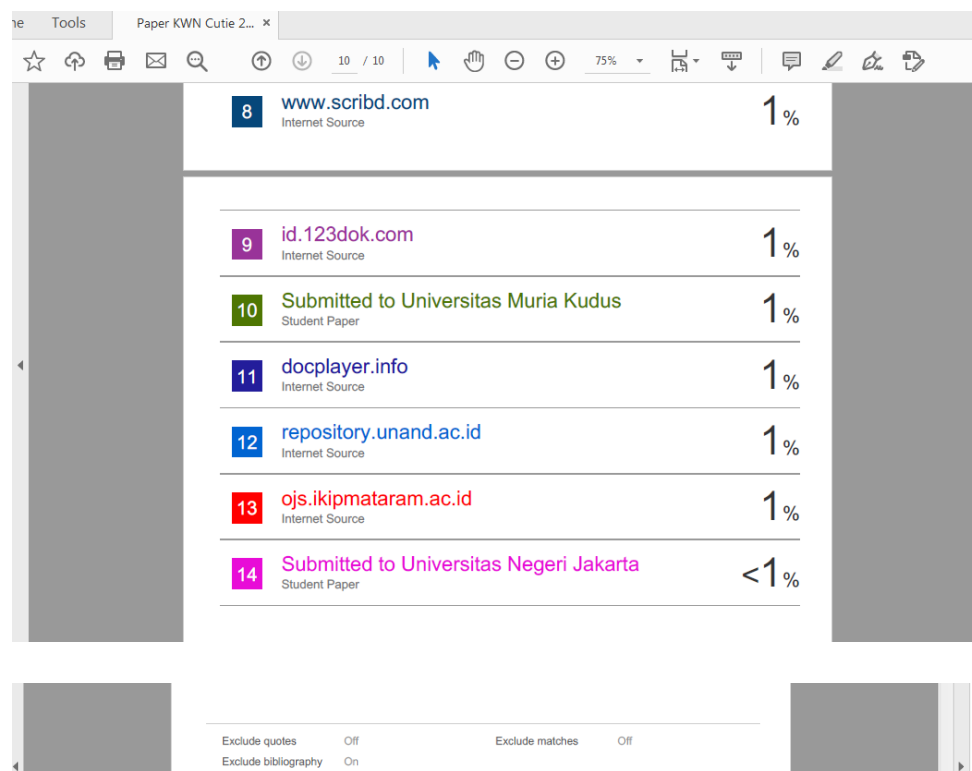 ne Tools Paper KWN Cutie 2... ×
10 / 10 75%
8 www.scribd.com 1%
Internet Source
9 id.123dok.com 1%
Internet Source
10 Submitted to Universitas Muria Kudus 1%
Student Paper
11 docplayer.info 1%
Internet Source
12 repository.unand.ac.id 1%
Internet Source
13 ojs.ikipmataram.ac.id 1%
Internet Source
14 Submitted to Universitas Negeri Jakarta <1%
Student Paper
Exclude quotes Off Exclude matches Off
Exclude bibliography On